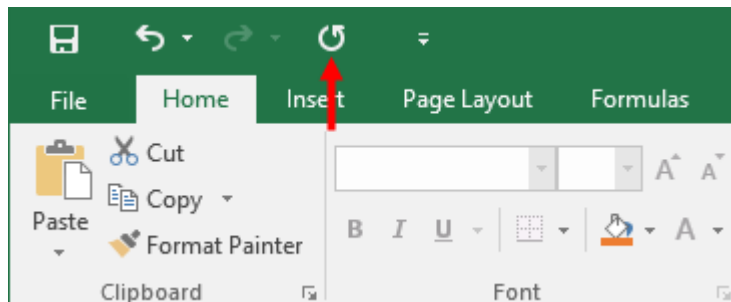 File Home Insert Page Layout Formulas
Cut
Copy
Paste
Format Painter
B I U A
A A
Clipboard Font